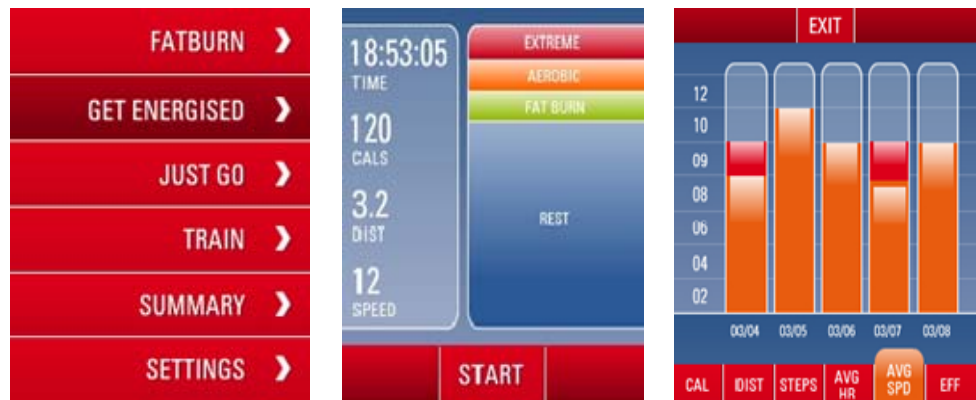 FATBURN
GET ENERGISED
JUST GO
TRAIN
SUMMARY
SETTINGS
18:53:05
TIME
120
CALS
3.2
DIST
12
SPEED
EXTREME
AEROBIC
FAT BURN
REST
START
EXIT
12
10
09
08
06
04
02
03/04 03/05 03/06 03/07 03/08
CAL DIST STEPS AVG HR AVG SPD EFF